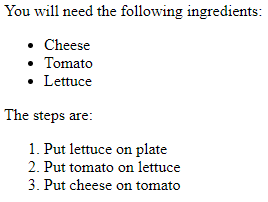 You will need the following ingredients:
• Cheese
• Tomato
• Lettuce
The steps are:
1. Put lettuce on plate
2. Put tomato on lettuce
3. Put cheese on tomato